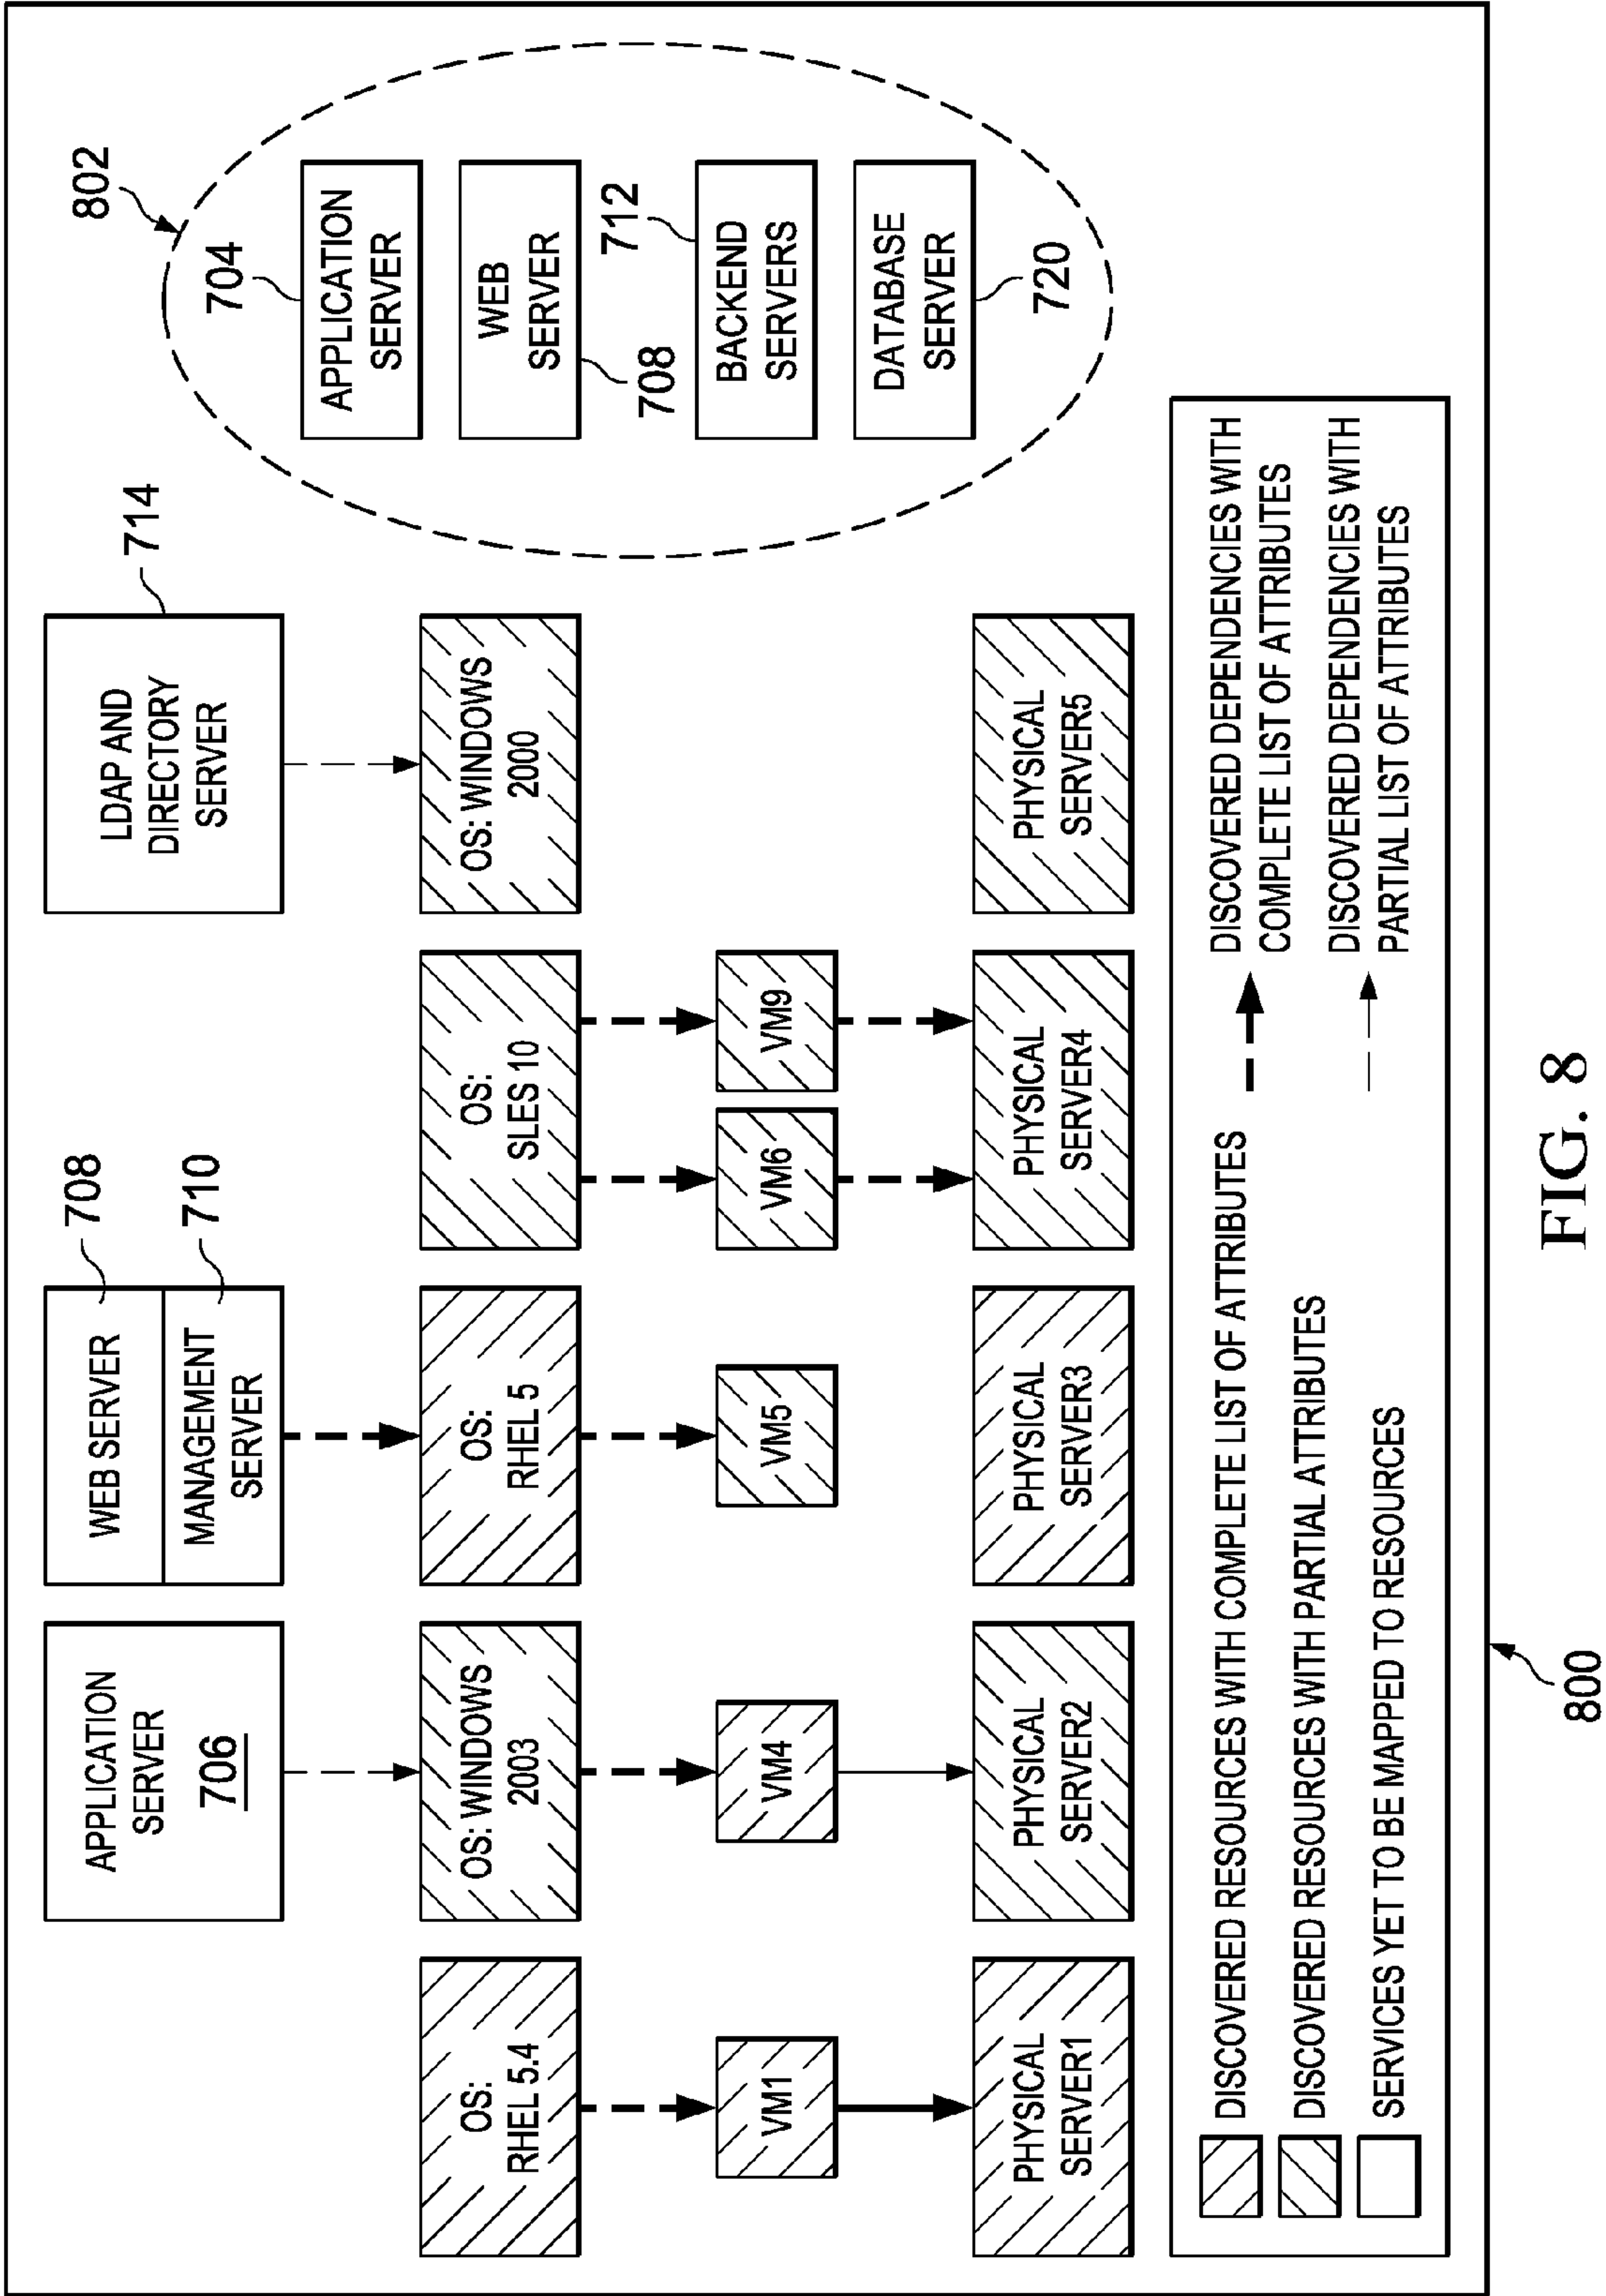 APPLICATION
SERVER
706
WEB SERVER
708
MANAGEMENT
SERVER
710
LDAP AND
DIRECTORY
SERVER
714
802
704
APPLICATION
SERVER
WEB
SERVER
708
712
BACKEND
SERVERS
DATABASE
SERVER
720
OS:
RHEL 5.4
OS: WINDOWS
2003
OS:
RHEL 5
OS:
SLES 10
OS: WINDOWS
2000
VM1
VM4
VM5
VM6
VM9
PHYSICAL
SERVER1
PHYSICAL
SERVER2
PHYSICAL
SERVER3
PHYSICAL
SERVER4
PHYSICAL
SERVER5
DISCOVERED RESOURCES WITH COMPLETE LIST OF ATTRIBUTES
DISCOVERED RESOURCES WITH PARTIAL ATTRIBUTES
SERVICES YET TO BE MAPPED TO RESOURCES
DISCOVERED DEPENDENCIES WITH
COMPLETE LIST OF ATTRIBUTES
DISCOVERED DEPENDENCIES WITH
PARTIAL LIST OF ATTRIBUTES
800
FIG. 8